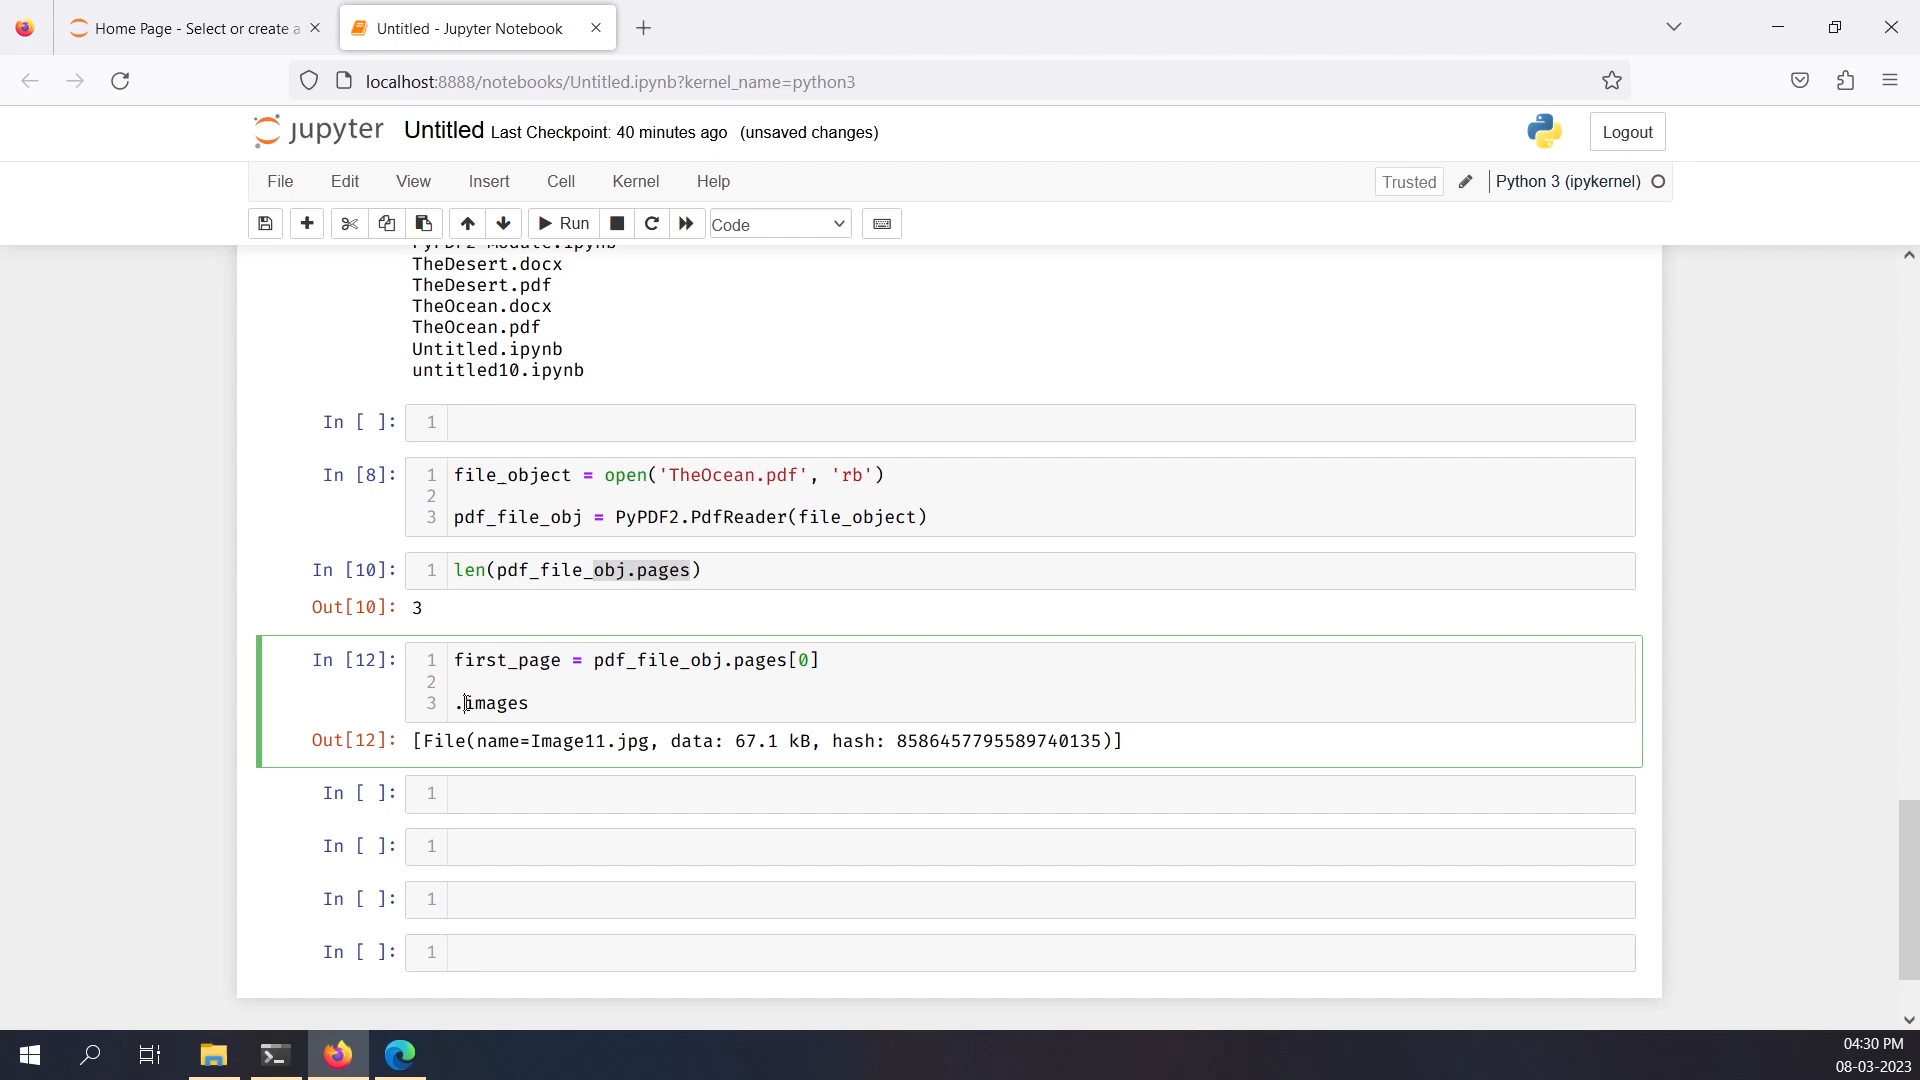 Home Page - Select or create a
Untitled - Jupyter Notebook
localhost:8888/notebooks/Untitled.ipynb?kernel_name=python3
jupyter Untitled Last Checkpoint: 40 minutes ago (unsaved changes)
Logout
File Edit View Insert Cell Kernel Help
Trusted Python 3 (ipykernel)
Run Code
PyPDF2 Module.ipynb
TheDesert.docx
TheDesert.pdf
TheOcean.docx
TheOcean.pdf
Untitled.ipynb
untitled10.ipynb
In [ ]: 1
In [8]: 1 file_object = open('TheOcean.pdf', 'rb')
2
3 pdf_file_obj = PyPDF2.PdfReader(file_object)
In [10]: 1 len(pdf_file_obj.pages)
Out[10]: 3
In [12]: 1 first_page = pdf_file_obj.pages[0]
2
3 .images
Out[12]: [File(name=Image11.jpg, data: 67.1 kB, hash: 8586457795589740135)]
In [ ]: 1
In [ ]: 1
In [ ]: 1
In [ ]: 1
04:30 PM
08-03-2023